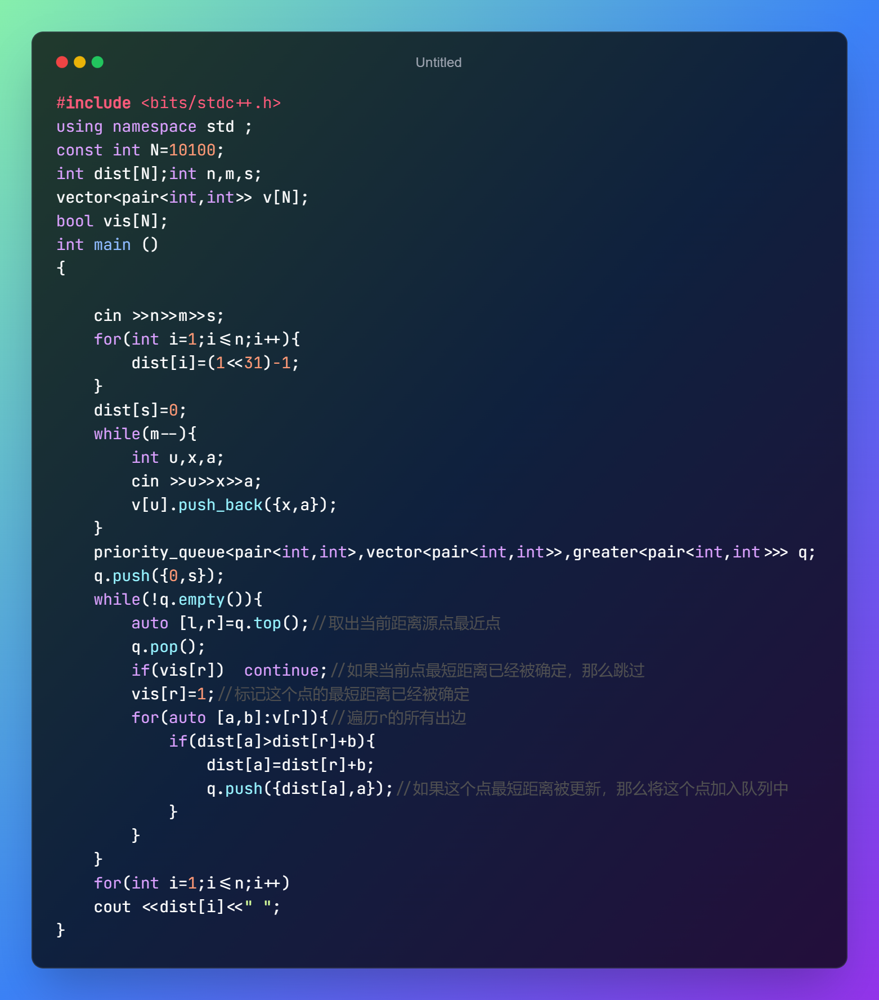 Untitled
#include <bits/stdc++.h>
using namespace std ;
const int N=10100;
int dist[N];int n,m,s;
vector<pair<int,int>> v[N];
bool vis[N];
int main ()
{
    cin >>n>>m>>s;
    for(int i=1;i<=n;i++){
        dist[i]=(1<<31)-1;
    }
    dist[s]=0;
    while(m--){
        int u,x,a;
        cin >>u>>x>>a;
        v[u].push_back({x,a});
    }
    priority_queue<pair<int,int>,vector<pair<int,int>>,greater<pair<int,int>>> q;
    q.push({0,s});
    while(!q.empty()){
        auto [l,r]=q.top();//取出当前距离源点最近点
        q.pop();
        if(vis[r])  continue;//如果当前点最短距离已经被确定，那么跳过
        vis[r]=1;//标记这个点的最短距离已经被确定
        for(auto [a,b]:v[r]){//遍历r的所有出边
            if(dist[a]>dist[r]+b){
                dist[a]=dist[r]+b;
                q.push({dist[a],a});//如果这个点最短距离被更新，那么将这个点加入队列中
            }
        }
    }
    for(int i=1;i<=n;i++)
    cout <<dist[i]<<" ";
}